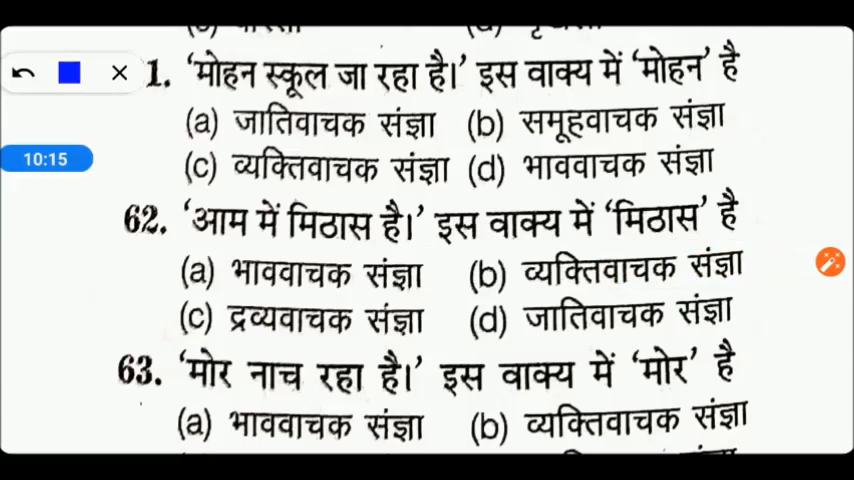 1. 'मोहन स्कूल जा रहा है।' इस वाक्य में 'मोहन' है
(a) जातिवाचक संज्ञा (b) समूहवाचक संज्ञा
10:15
(c) व्यक्तिवाचक संज्ञा (d) भाववाचक संज्ञा
62. 'आम में मिठास है।' इस वाक्य में 'मिठास' है
(a) भाववाचक संज्ञा (b) व्यक्तिवाचक संज्ञा
(c) द्रव्यवाचक संज्ञा (d) जातिवाचक संज्ञा
63. 'मोर नाच रहा है।' इस वाक्य में 'मोर' है
(a) भाववाचक संज्ञा (b) व्यक्तिवाचक संज्ञा